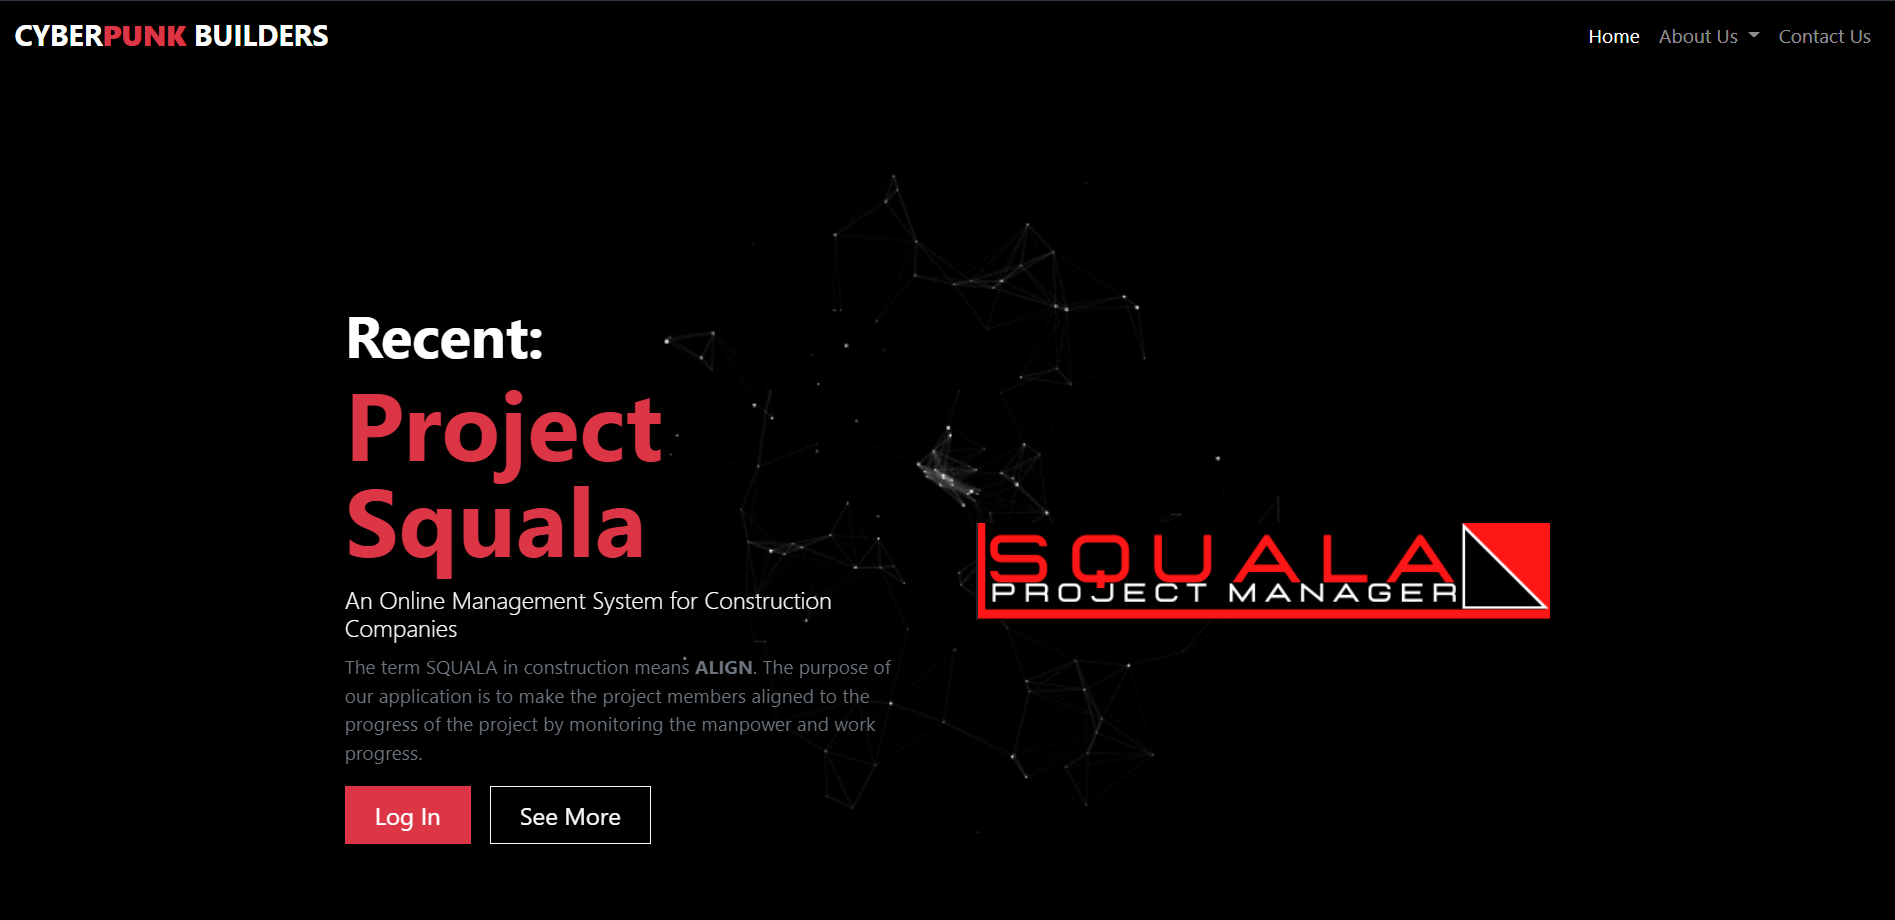 CYBERPUNK BUILDERS
Home About Us Contact Us
Recent:
Project
Squala
An Online Management System for Construction
Companies
The term SQUALA in construction means ALIGN. The purpose of
our application is to make the project members aligned to the
progress of the project by monitoring the manpower and work
progress.
Log In See More
SQUALA
PROJECT MANAGER